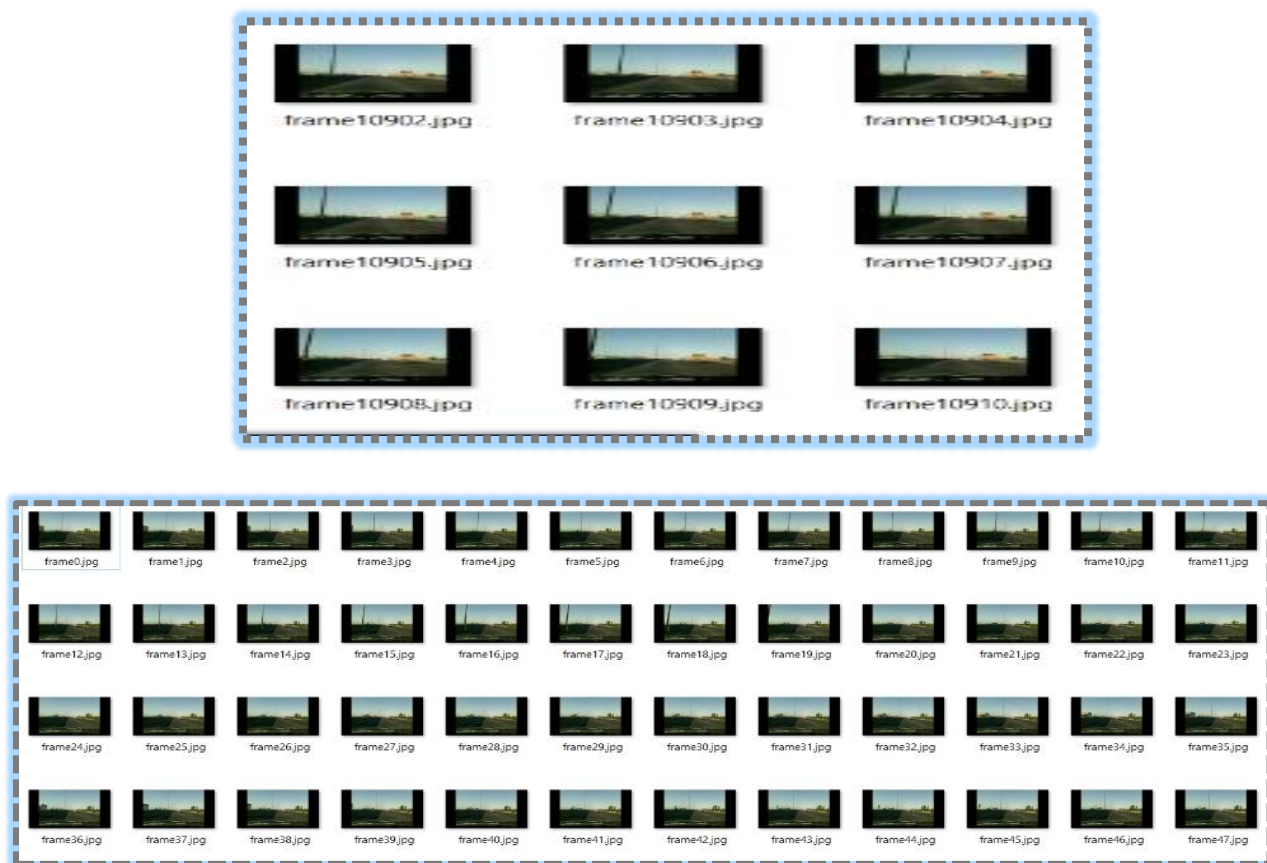 frame10902.jpg frame10903.jpg frame10904.jpg
frame10905.jpg frame10906.jpg frame10907.jpg
frame10908.jpg frame10909.jpg frame10910.jpg
frame0.jpg frame1.jpg frame2.jpg frame3.jpg frame4.jpg frame5.jpg frame6.jpg frame7.jpg frame8.jpg frame9.jpg frame10.jpg frame11.jpg
frame12.jpg frame13.jpg frame14.jpg frame15.jpg frame16.jpg frame17.jpg frame18.jpg frame19.jpg frame20.jpg frame21.jpg frame22.jpg frame23.jpg
frame24.jpg frame25.jpg frame26.jpg frame27.jpg frame28.jpg frame29.jpg frame30.jpg frame31.jpg frame32.jpg frame33.jpg frame34.jpg frame35.jpg
frame36.jpg frame37.jpg frame38.jpg frame39.jpg frame40.jpg frame41.jpg frame42.jpg frame43.jpg frame44.jpg frame45.jpg frame46.jpg frame47.jpg